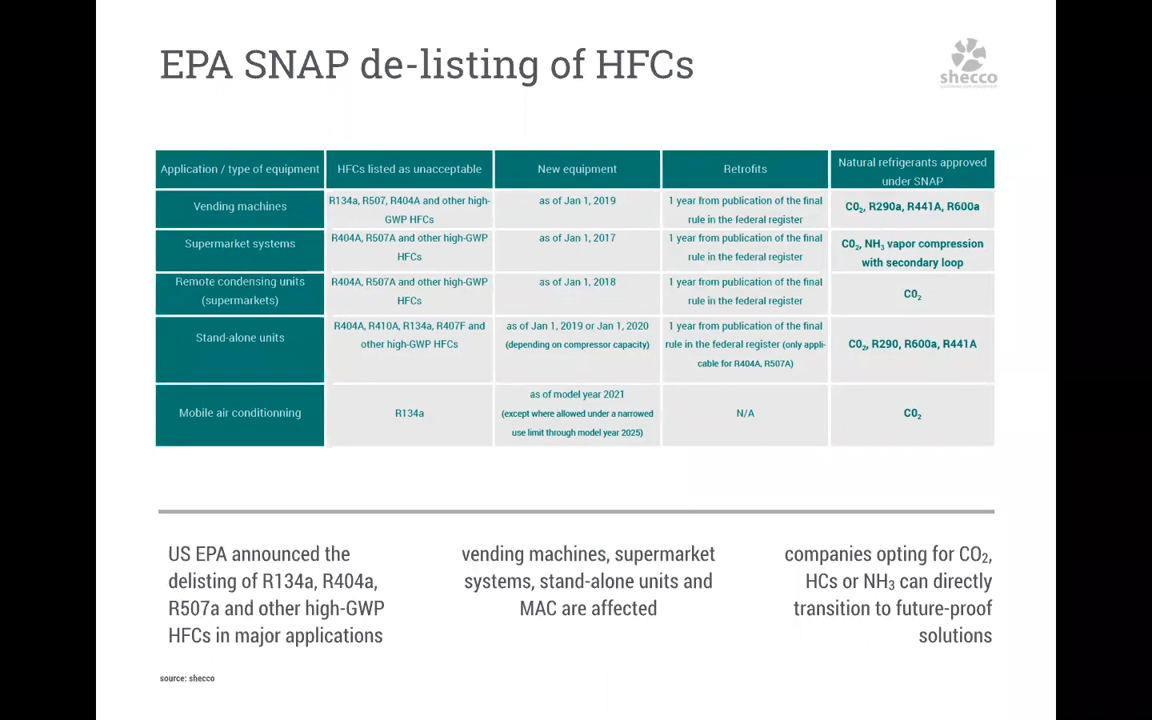 EPA SNAP de-listing of HFCs
shecco
Application / type of equipment
HFCs listed as unacceptable
New equipment
Retrofits
Natural refrigerants approved
under SNAP
Vending machines
R134a, R507, R404A and other high-
GWP HFCs
as of Jan 1, 2019
1 year from publication of the final
rule in the federal register
C0₂, R290a, R441A, R600a
Supermarket systems
R404A, R507A and other high-GWP
HFCs
as of Jan 1, 2017
1 year from publication of the final
rule in the federal register
C0₂, NH₃ vapor compression
with secondary loop
Remote condensing units
(supermarkets)
R404A, R507A and other high-GWP
HFCs
as of Jan 1, 2018
1 year from publication of the final
rule in the federal register
C0₂
Stand-alone units
R404A, R410A, R134a, R407F and
other high-GWP HFCs
as of Jan 1, 2019 or Jan 1, 2020
(depending on compressor capacity)
1 year from publication of the final
rule in the federal register (only appli-
cable for R404A, R507A)
C0₂, R290, R600a, R441A
Mobile air conditionning
R134a
as of model year 2021
(except where allowed under a narrowed
use limit through model year 2025)
N/A
C0₂
US EPA announced the
delisting of R134a, R404a,
R507a and other high-GWP
HFCs in major applications
vending machines, supermarket
systems, stand-alone units and
MAC are affected
companies opting for CO₂,
HCs or NH₃ can directly
transition to future-proof
solutions
source: shecco